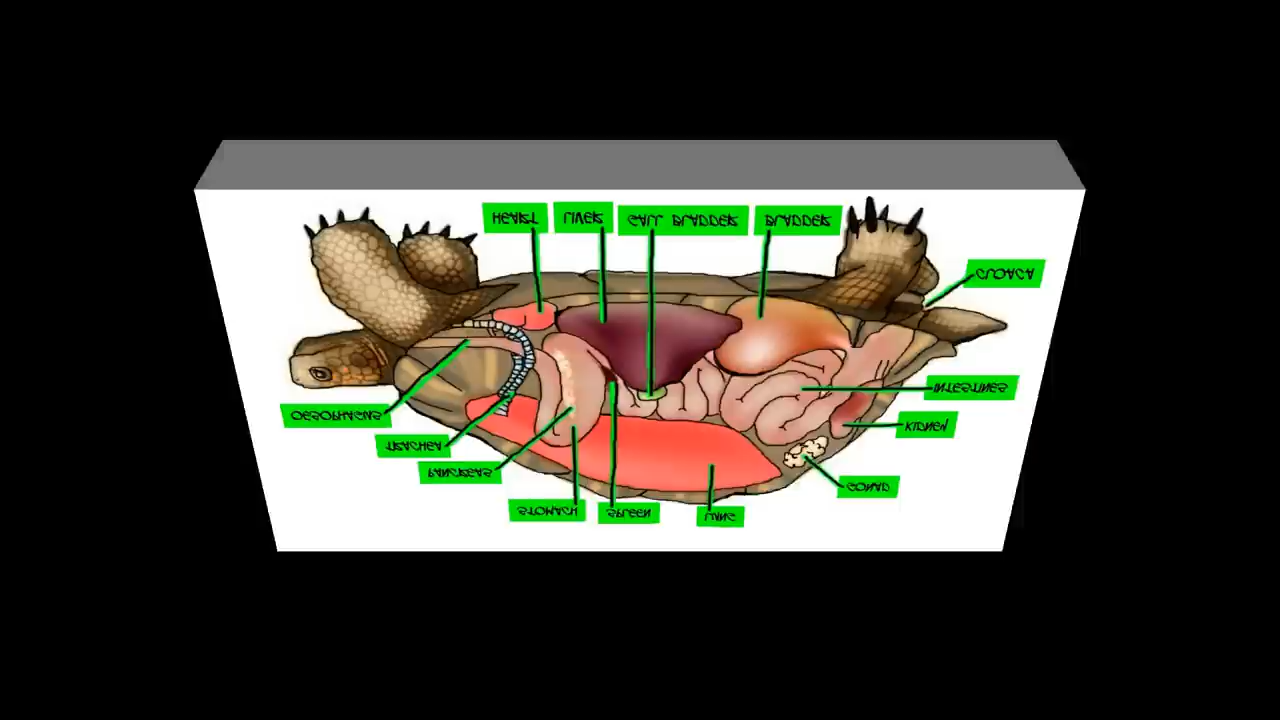 HEART
LIVER
GALL BLADDER
BLADDER
CLOACA
INTESTINES
OESOPHAGUS
KIDNEY
TRACHEA
PANCREAS
GONAD
STOMACH
SPLEEN
LUNG